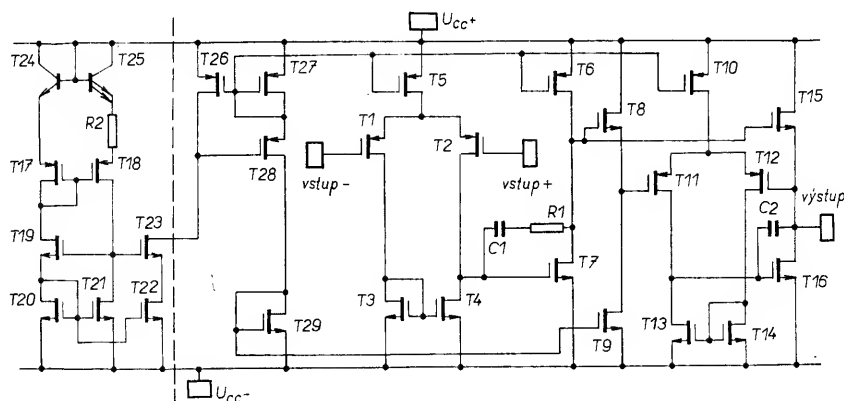 Ucc+
T24
T25
T26
T27
T5
T6
T10
R2
T8
T15
T1
T2
T17
T18
T28
T11
T12
vstup-
vstup+
výstup
T19
T23
C1
R1
C2
T7
T20
T21
T22
T16
T3
T4
T29
T13
T14
T9
Ucc-